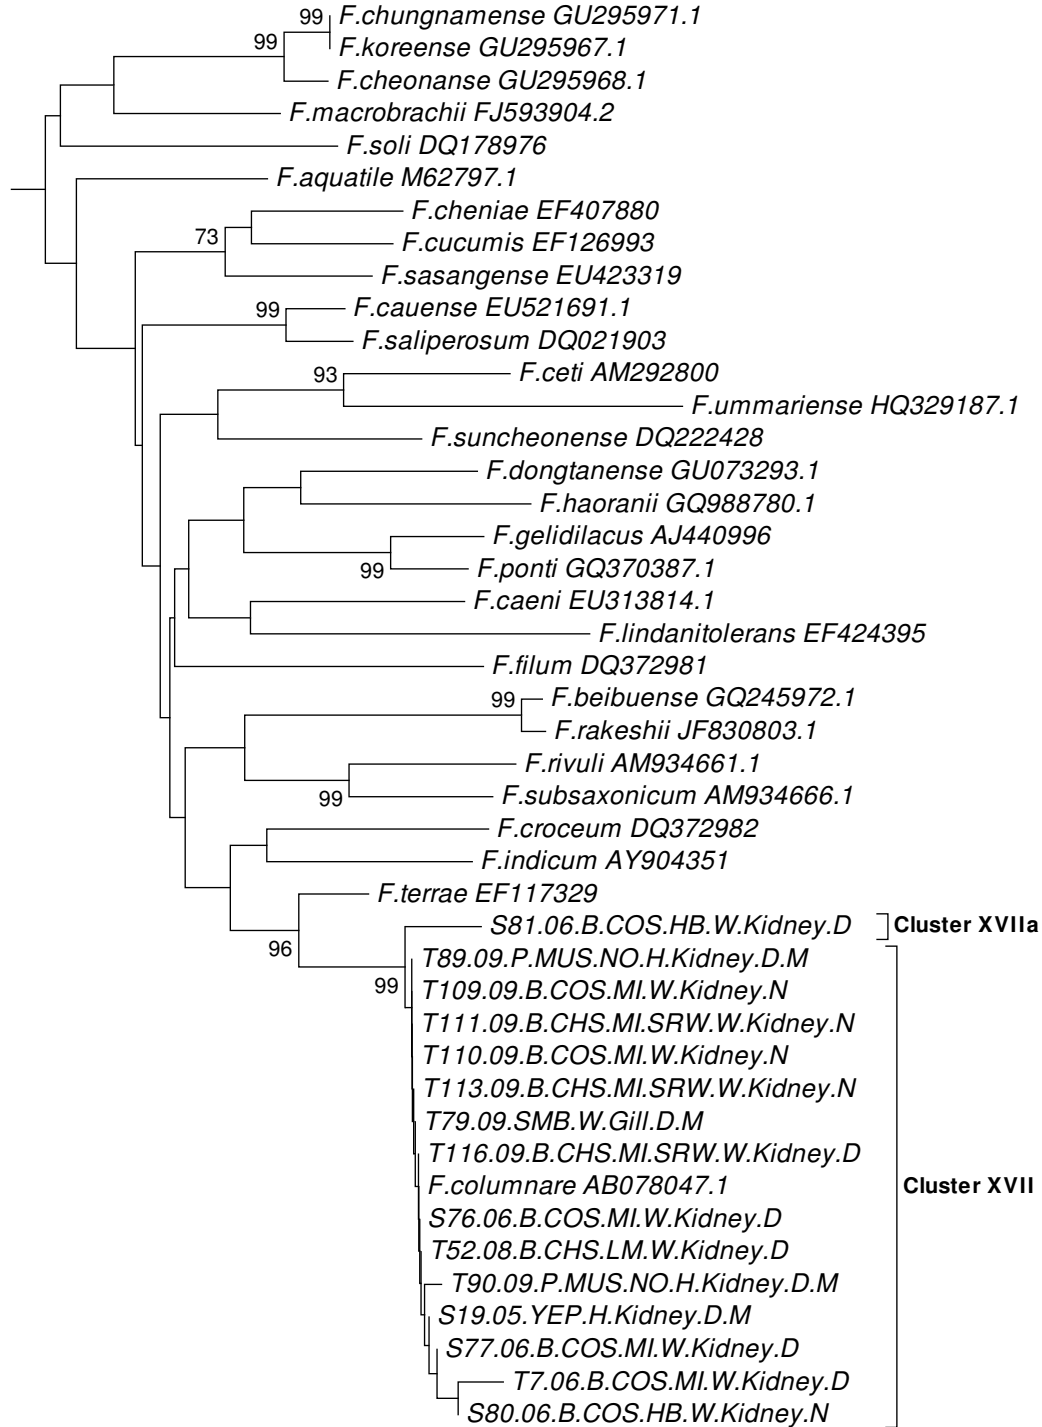 99
F.chungnamense GU295971.1
99
F.koreense GU295967.1
F.cheonanse GU295968.1
F.macrobrachii FJ593904.2
F.soli DQ178976
F.aquatile M62797.1
F.cheniae EF407880
73
F.cucumis EF126993
F.sasangense EU423319
99
F.cauense EU521691.1
F.saliperosum DQ021903
93
F.ceti AM292800
F.ummariense HQ329187.1
F.suncheonense DQ222428
F.dongtanense GU073293.1
F.haoranii GQ988780.1
F.gelidilacus AJ440996
99
F.ponti GQ370387.1
F.caeni EU313814.1
F.lindanitolerans EF424395
F.filum DQ372981
99
F.beibuense GQ245972.1
F.rakeshii JF830803.1
F.rivuli AM934661.1
99
F.subsaxonicum AM934666.1
F.croceum DQ372982
F.indicum AY904351
F.terrae EF117329
S81.06.B.COS.HB.W.Kidney.D
Cluster XVIIa
96
T89.09.P.MUS.NO.H.Kidney.D.M
99
T109.09.B.COS.MI.W.Kidney.N
T111.09.B.CHS.MI.SRW.W.Kidney.N
T110.09.B.COS.MI.W.Kidney.N
T113.09.B.CHS.MI.SRW.W.Kidney.N
T79.09.SMB.W.Gill.D.M
T116.09.B.CHS.MI.SRW.W.Kidney.D
F.columnare AB078047.1
Cluster XVII
S76.06.B.COS.MI.W.Kidney.D
T52.08.B.CHS.LM.W.Kidney.D
T90.09.P.MUS.NO.H.Kidney.D.M
S19.05.YEP.H.Kidney.D.M
S77.06.B.COS.MI.W.Kidney.D
T7.06.B.COS.MI.W.Kidney.D
S80.06.B.COS.HB.W.Kidney.N